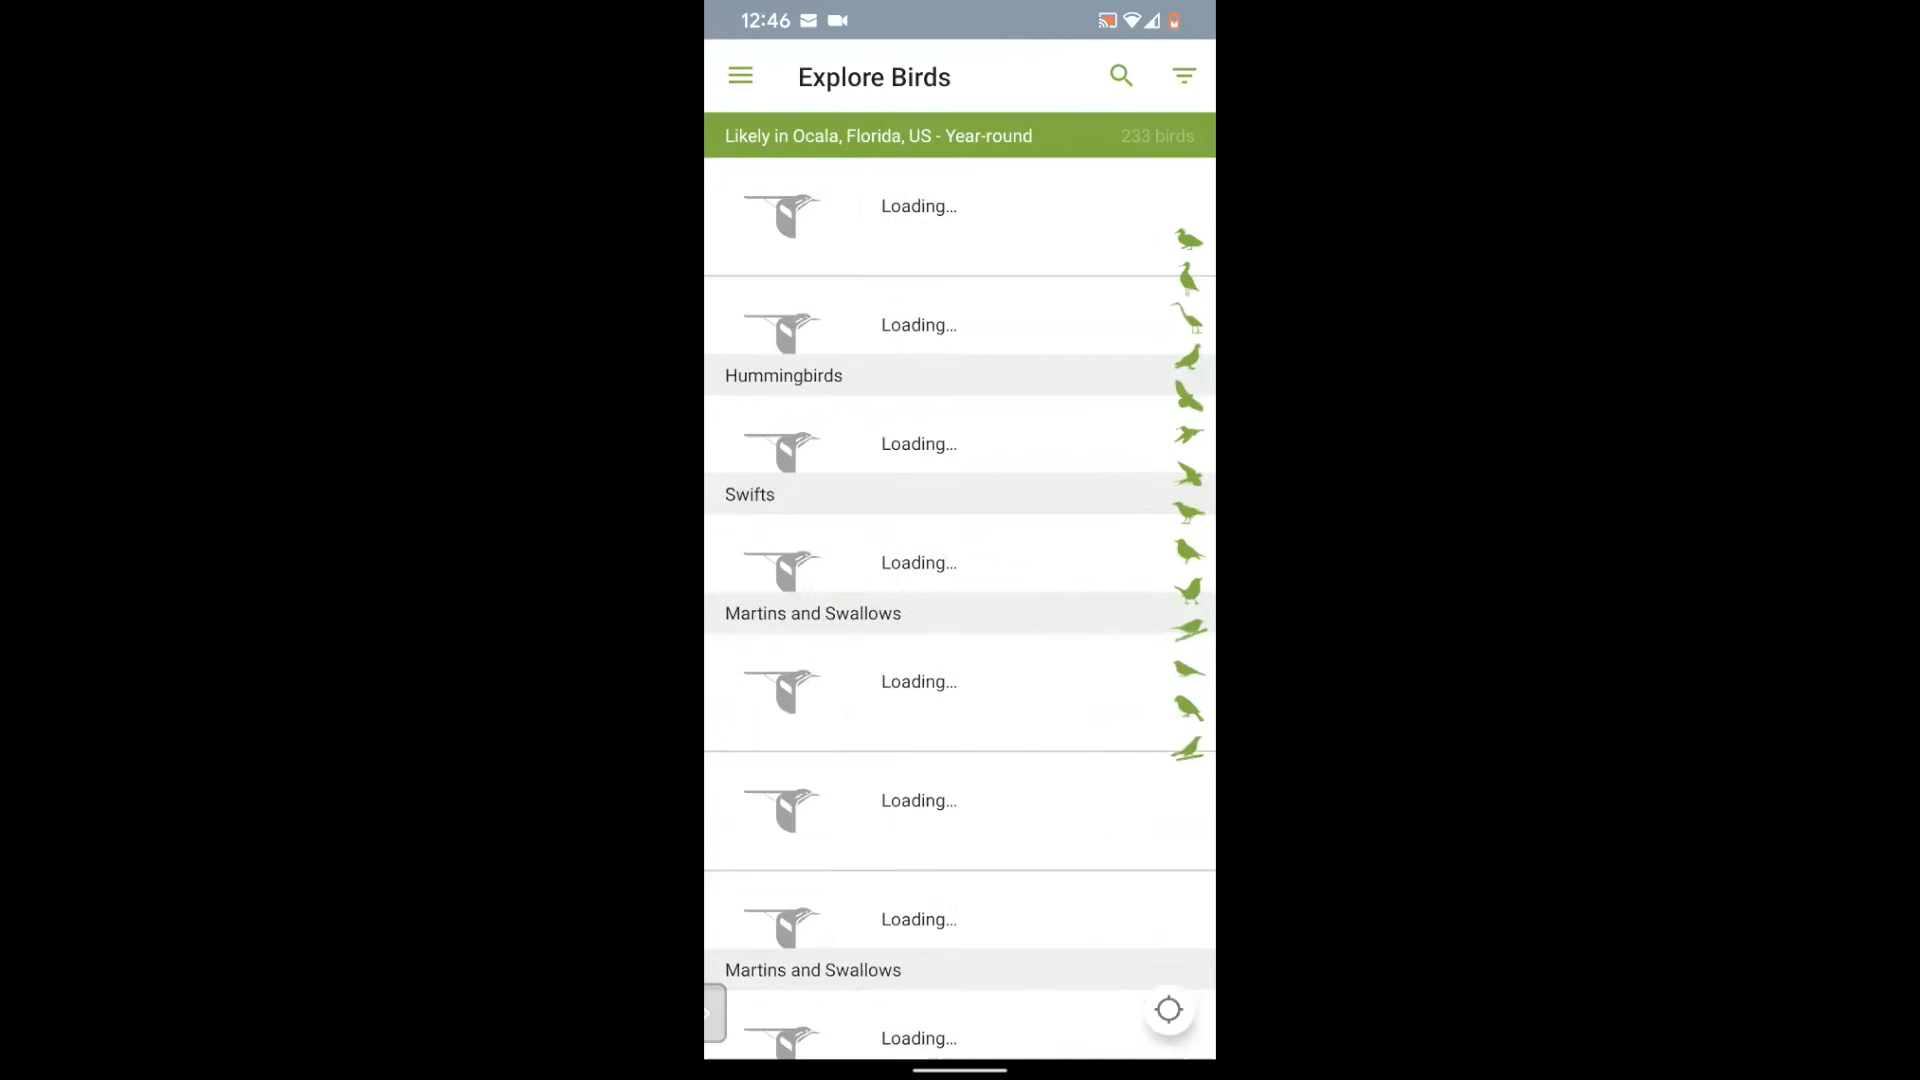 12:46
Explore Birds
Likely in Ocala, Florida, US - Year-round 233 birds
Loading...
Loading...
Hummingbirds
Loading...
Swifts
Loading...
Martins and Swallows
Loading...
Loading...
Loading...
Martins and Swallows
Loading...